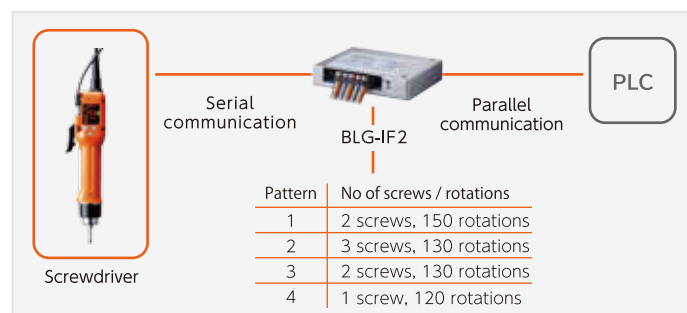 Serial
communication
Parallel
communication
PLC
BLG-IF2
Pattern No of screws / rotations
1 2 screws, 150 rotations
2 3 screws, 130 rotations
3 2 screws, 130 rotations
4 1 screw, 120 rotations
Screwdriver